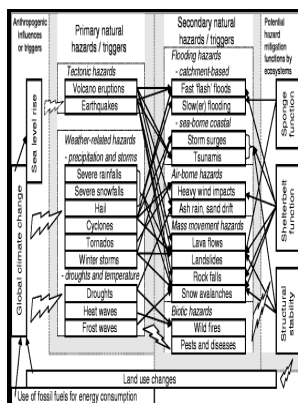 Anthropogenic
influences
or triggers
Primary natural
hazards / triggers
Secondary natural
hazards / triggers
Potential
hazard
mitigation
functions by
ecosystems
Sea level rise
Global climate change
Tectonic hazards
Volcano eruptions
Earthquakes
Weather-related hazards
- precipitation and storms
Severe rainfalls
Severe snowfalls
Hail
Cyclones
Tornados
Winter storms
- droughts and temperature
Droughts
Heat waves
Frost waves
Flooding hazards
- catchment-based
Fast 'flash' floods
Slow(er) flooding
- sea-borne coastal
Storm surges
Tsunamis
Air-borne hazards
Heavy wind impacts
Ash rain, sand drift
Mass movement hazards
Lava flows
Landslides
Rock falls
Snow avalanches
Biotic hazards
Wild fires
Pests and diseases
Sponge
function
Shelterbelt
function
Structural
stability
Land use changes
Use of fossil fuels for energy consumption